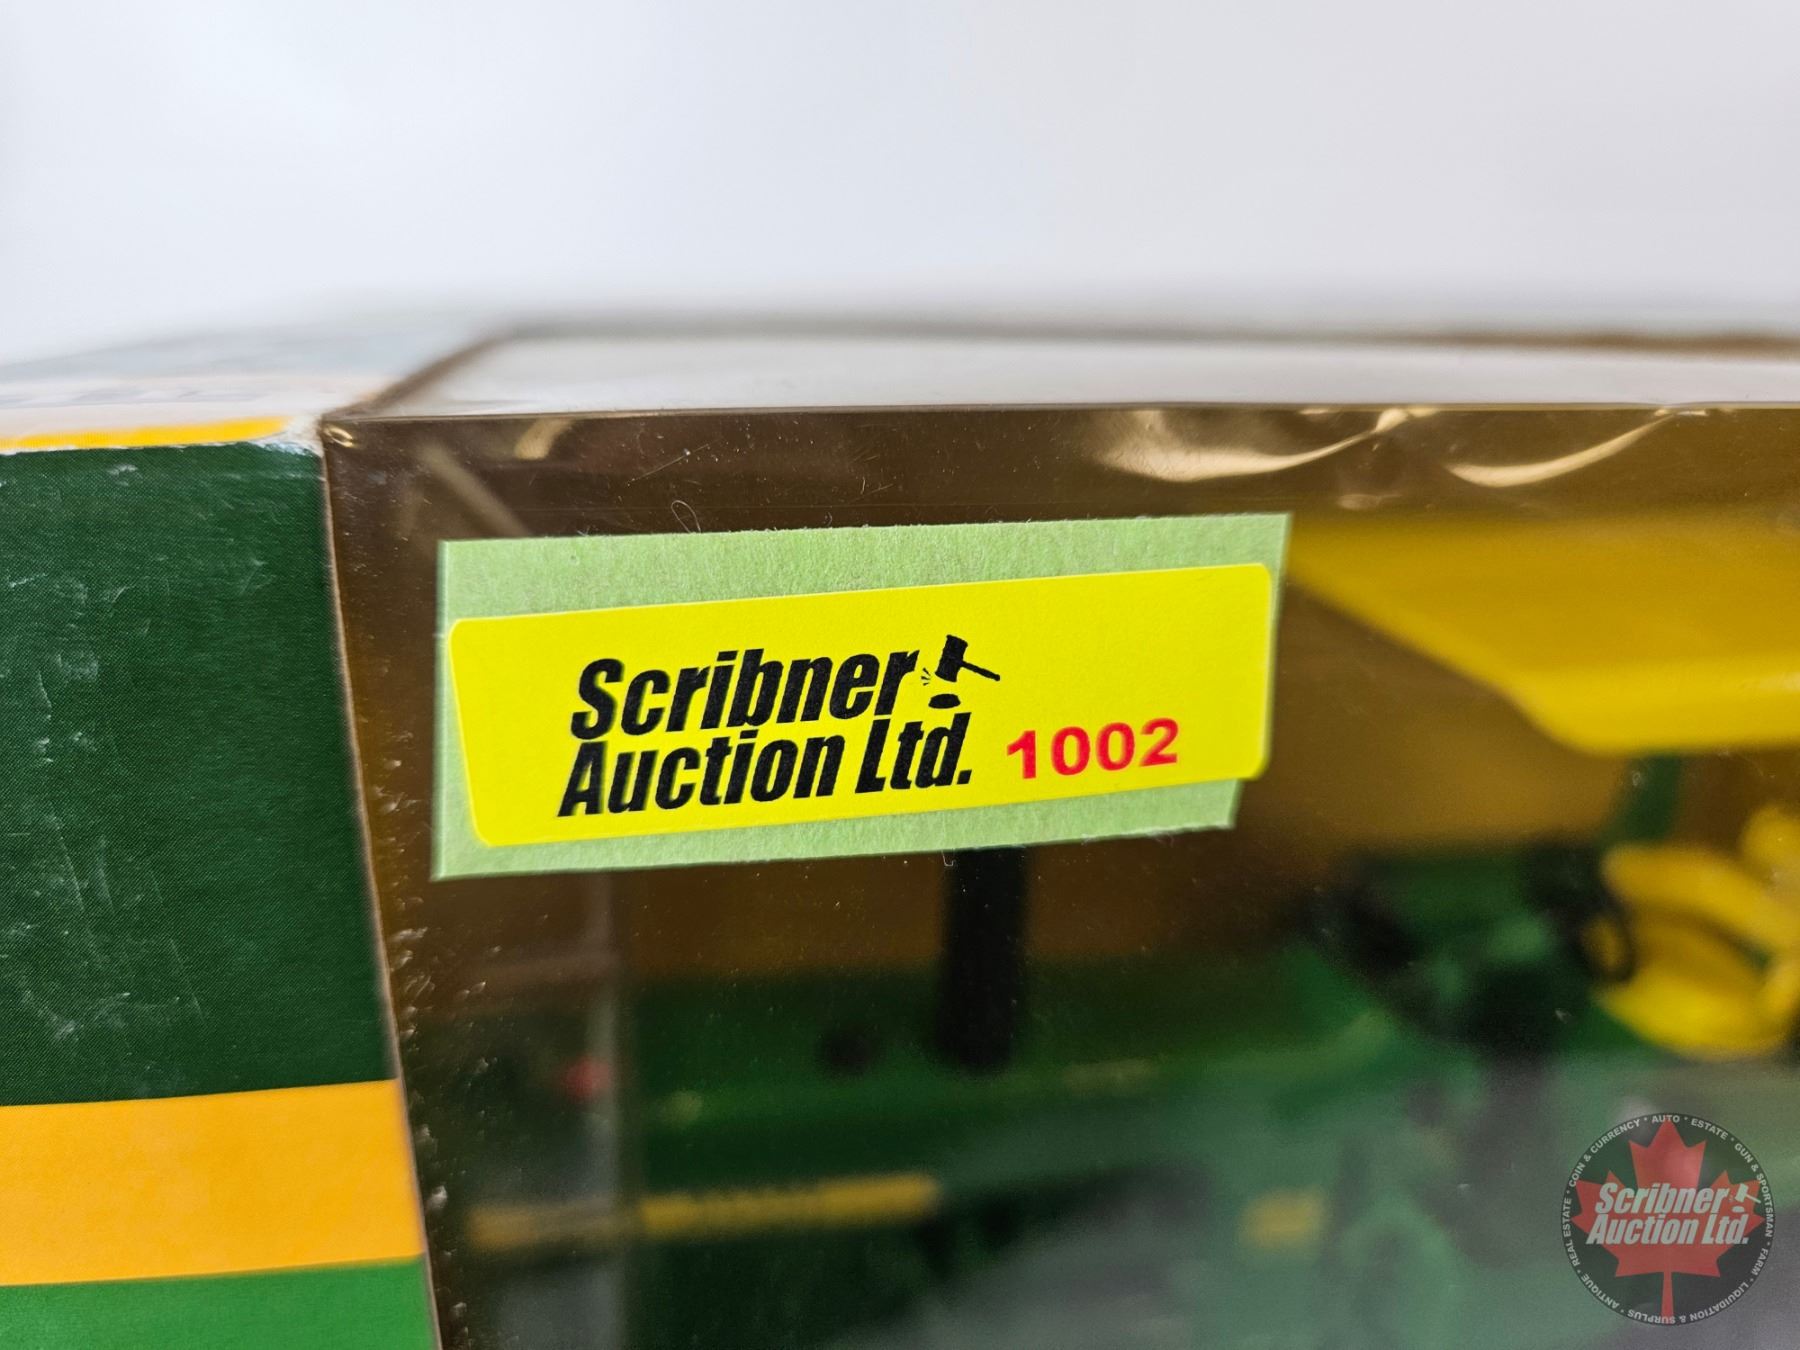 Scribner
Auction Ltd. 1002
COIN & CURRENCY * AUTO * ESTATE * GUN & SPORTSMAN * FARM * LIQUIDATION & SURPLUS * ANTIQUE * REAL ESTATE *
Scribner
Auction Ltd.